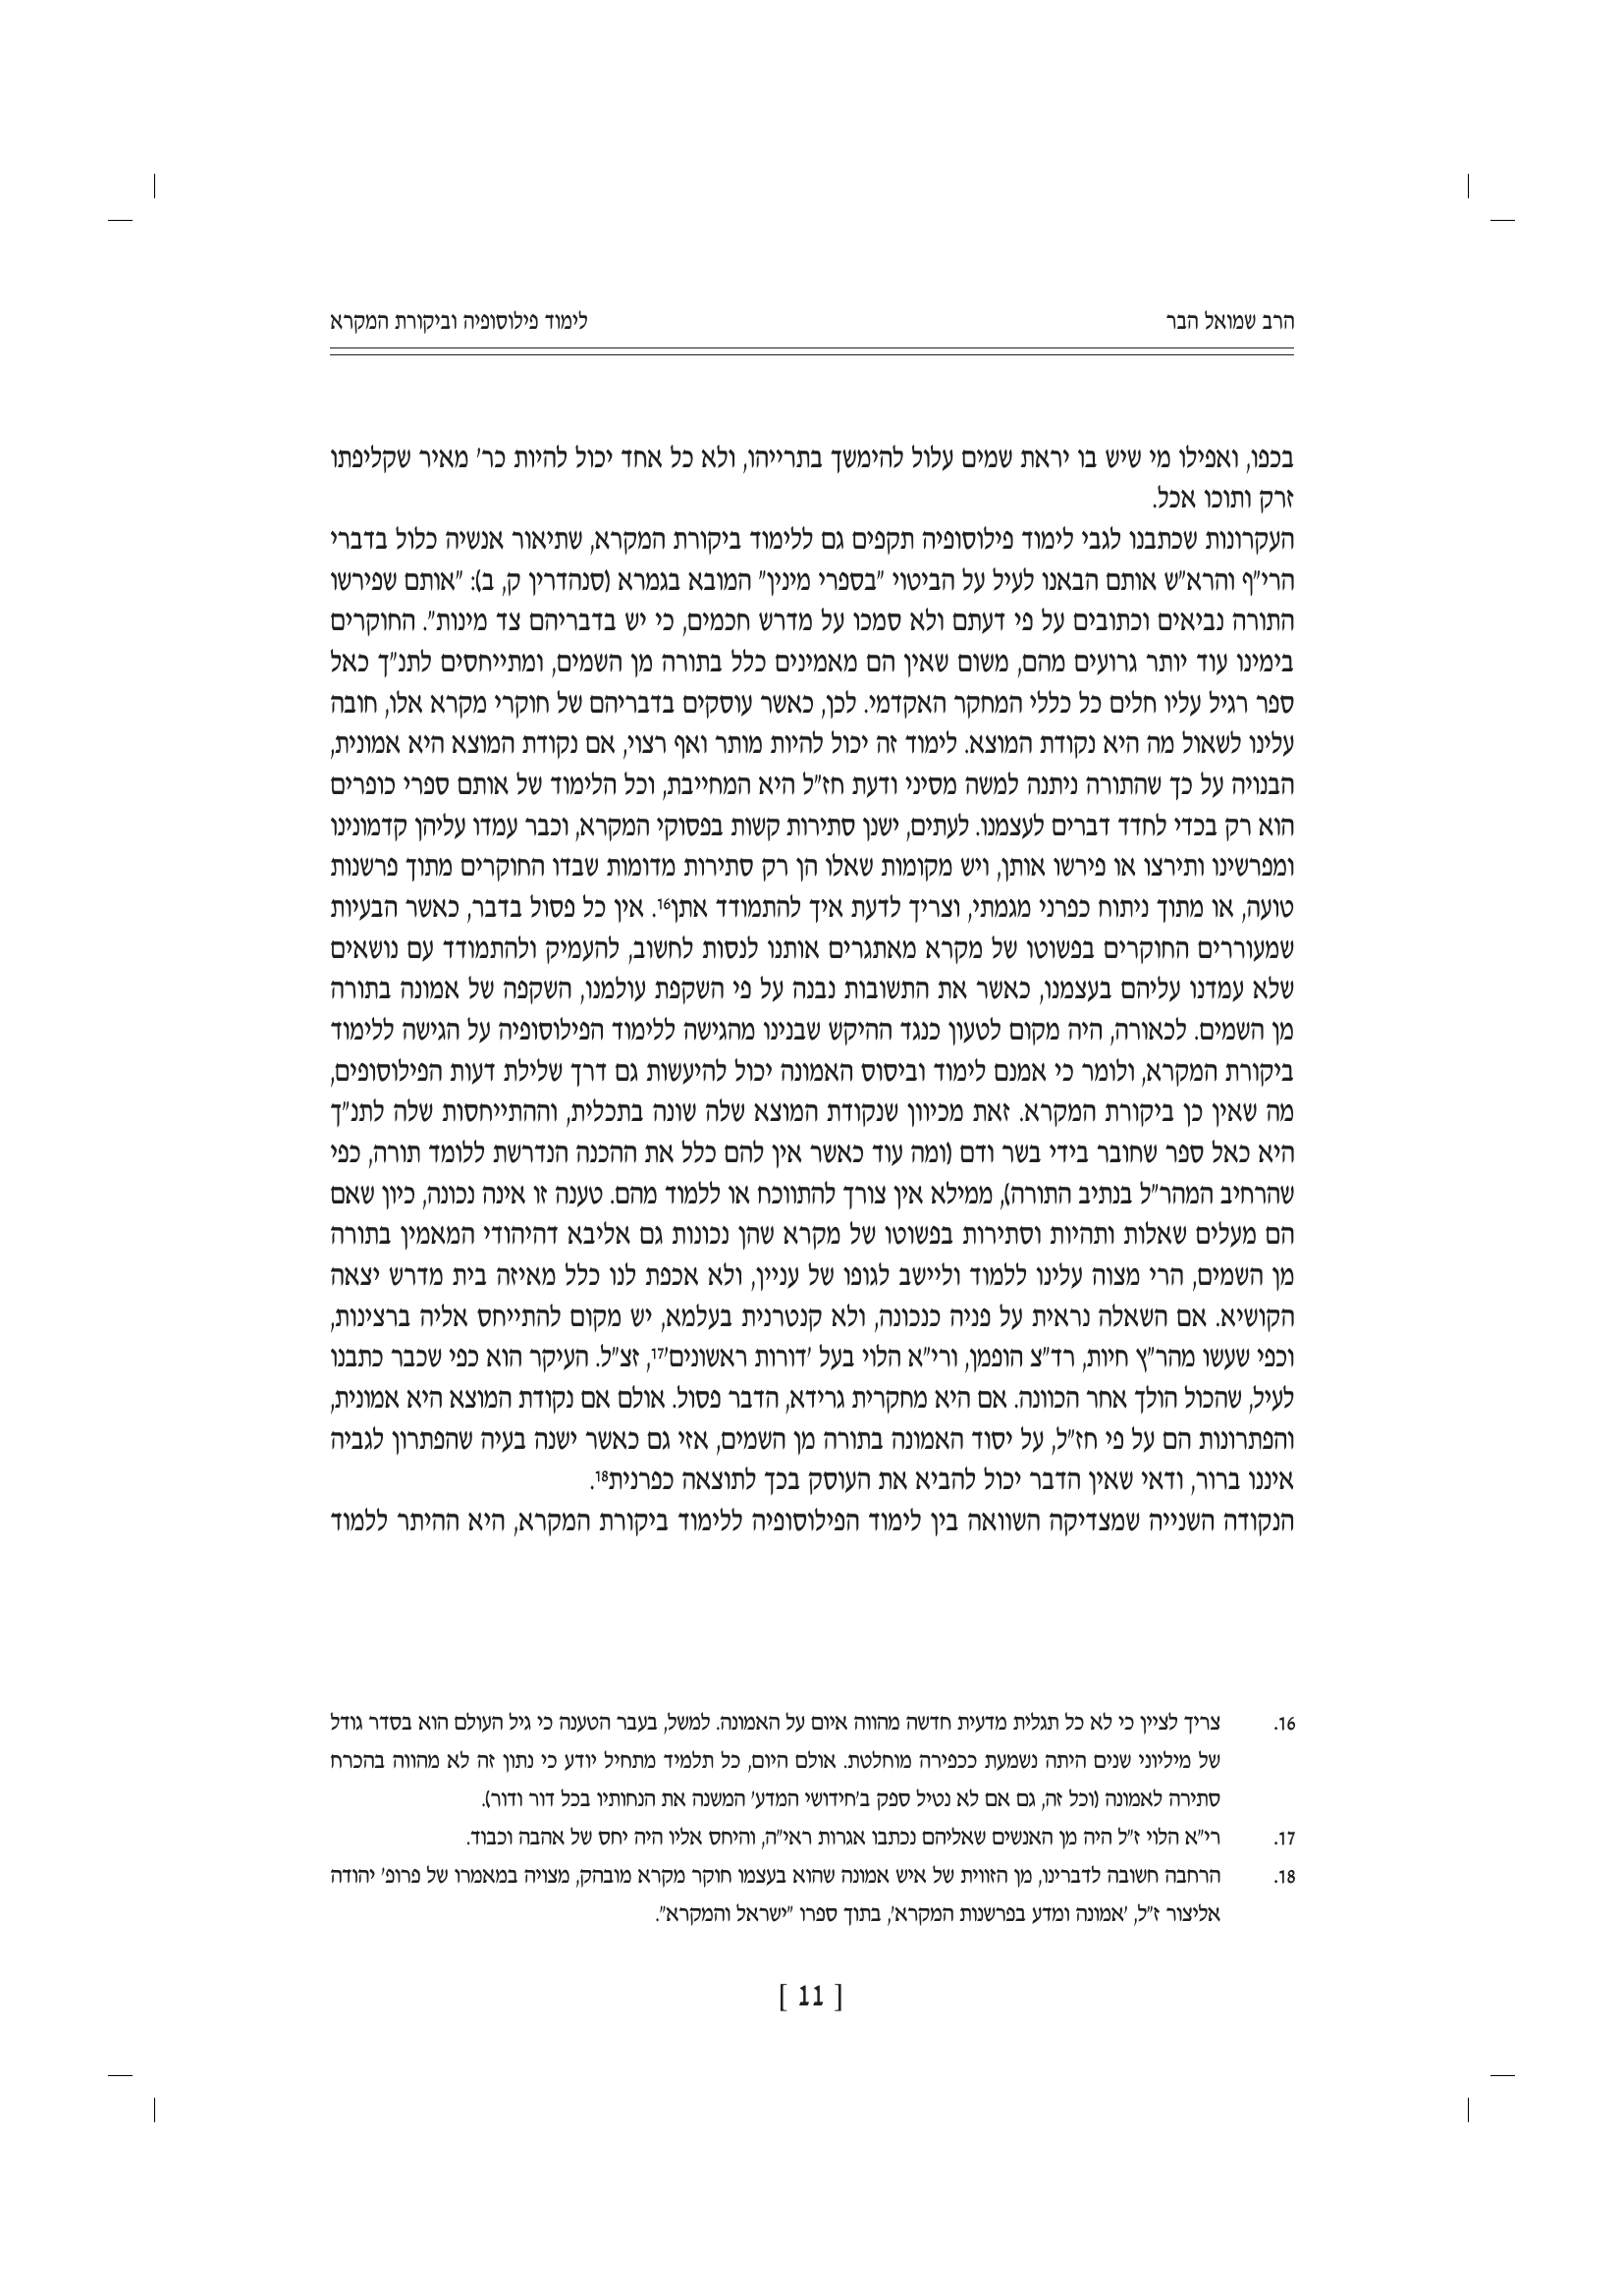 הרב שמואל הבר
לימוד פילוסופיה וביקורת המקרא
בכפו, ואפילו מי שיש בו יראת שמים עלול להימשך בתרייהו, ולא כל אחד יכול להיות כר' מאיר שקליפתו
זרק ותוכו אכל.
העקרונות שכתבנו לגבי לימוד פילוסופיה תקפים גם ללימוד ביקורת המקרא, שתיאור אנשיה כלול בדברי
הרי"ף והרא"ש אותם הבאנו לעיל על הביטוי "בספרי מינין" המובא בגמרא (סנהדרין ק, ב): "אותם שפירשו
התורה נביאים וכתובים על פי דעתם ולא סמכו על מדרש חכמים, כי יש בדבריהם צד מינות". החוקרים
בימינו עוד יותר גרועים מהם, משום שאין הם מאמינים כלל בתורה מן השמים, ומתייחסים לתנ"ך כאל
ספר רגיל עליו חלים כל כללי המחקר האקדמי. לכן, כאשר עוסקים בדבריהם של חוקרי מקרא אלו, חובה
עלינו לשאול מה היא נקודת המוצא. לימוד זה יכול להיות מותר ואף רצוי, אם נקודת המוצא היא אמונית,
הבנויה על כך שהתורה ניתנה למשה מסיני ודעת חז"ל היא המחייבת, וכל הלימוד של אותם ספרי כופרים
הוא רק בכדי לחדד דברים לעצמנו. לעתים, ישנן סתירות קשות בפסוקי המקרא, וכבר עמדו עליהן קדמונינו
ומפרשינו ותירצו או פירשו אותן, ויש מקומות שאלו הן רק סתירות מדומות שבדו החוקרים מתוך פרשנות
טועה, או מתוך ניתוח כפרני מגמתי, וצריך לדעת איך להתמודד אתן16. אין כל פסול בדבר, כאשר הבעיות
שמעוררים החוקרים בפשוטו של מקרא מאתגרים אותנו לנסות לחשוב, להעמיק ולהתמודד עם נושאים
שלא עמדנו עליהם בעצמנו, כאשר את התשובות נבנה על פי השקפת עולמנו, השקפה של אמונה בתורה
מן השמים. לכאורה, היה מקום לטעון כנגד ההיקש שבנינו מהגישה ללימוד הפילוסופיה על הגישה ללימוד
ביקורת המקרא, ולומר כי אמנם לימוד וביסוס האמונה יכול להיעשות גם דרך שלילת דעות הפילוסופים,
מה שאין כן ביקורת המקרא. זאת מכיוון שנקודת המוצא שלה שונה בתכלית, וההתייחסות שלה לתנ"ך
היא כאל ספר שחובר בידי בשר ודם (ומה עוד כאשר אין להם כלל את ההכנה הנדרשת ללומד תורה, כפי
שהרחיב המהר"ל בנתיב התורה), ממילא אין צורך להתווכח או ללמוד מהם. טענה זו אינה נכונה, כיון שאם
הם מעלים שאלות ותהיות וסתירות בפשוטו של מקרא שהן נכונות גם אליבא דהיהודי המאמין בתורה
מן השמים, הרי מצוה עלינו ללמוד וליישב לגופו של עניין, ולא אכפת לנו כלל מאיזה בית מדרש יצאה
הקושיא. אם השאלה נראית על פניה כנכונה, ולא קנטרנית בעלמא, יש מקום להתייחס אליה ברצינות,
וכפי שעשו מהר"ץ חיות, רד"צ הופמן, ורי"א הלוי בעל 'דורות ראשונים'17, זצ"ל. העיקר הוא כפי שכבר כתבנו
לעיל, שהכול הולך אחר הכוונה. אם היא מחקרית גרידא, הדבר פסול. אולם אם נקודת המוצא היא אמונית,
והפתרונות הם על פי חז"ל, על יסוד האמונה בתורה מן השמים, אזי גם כאשר ישנה בעיה שהפתרון לגביה
איננו ברור, ודאי שאין הדבר יכול להביא את העוסק בכך לתוצאה כפרנית18.
הנקודה השנייה שמצדיקה השוואה בין לימוד הפילוסופיה ללימוד ביקורת המקרא, היא ההיתר ללמוד
16. צריך לציין כי לא כל תגלית מדעית חדשה מהווה איום על האמונה. למשל, בעבר הטענה כי גיל העולם הוא בסדר גודל
של מיליוני שנים היתה נשמעת ככפירה מוחלטת. אולם היום, כל תלמיד מתחיל יודע כי נתון זה לא מהווה בהכרח
סתירה לאמונה (וכל זה, גם אם לא נטיל ספק ב'חידושי המדע' המשנה את הנחותיו בכל דור ודור).
17. רי"א הלוי ז"ל היה מן האנשים שאליהם נכתבו אגרות ראי"ה, והיחס אליו היה יחס של אהבה וכבוד.
18. הרחבה חשובה לדברינו, מן הזווית של איש אמונה שהוא בעצמו חוקר מקרא מובהק, מצויה במאמרו של פרופ' יהודה
אליצור ז"ל, 'אמונה ומדע בפרשנות המקרא', בתוך ספרו "ישראל והמקרא".
[ 11 ]